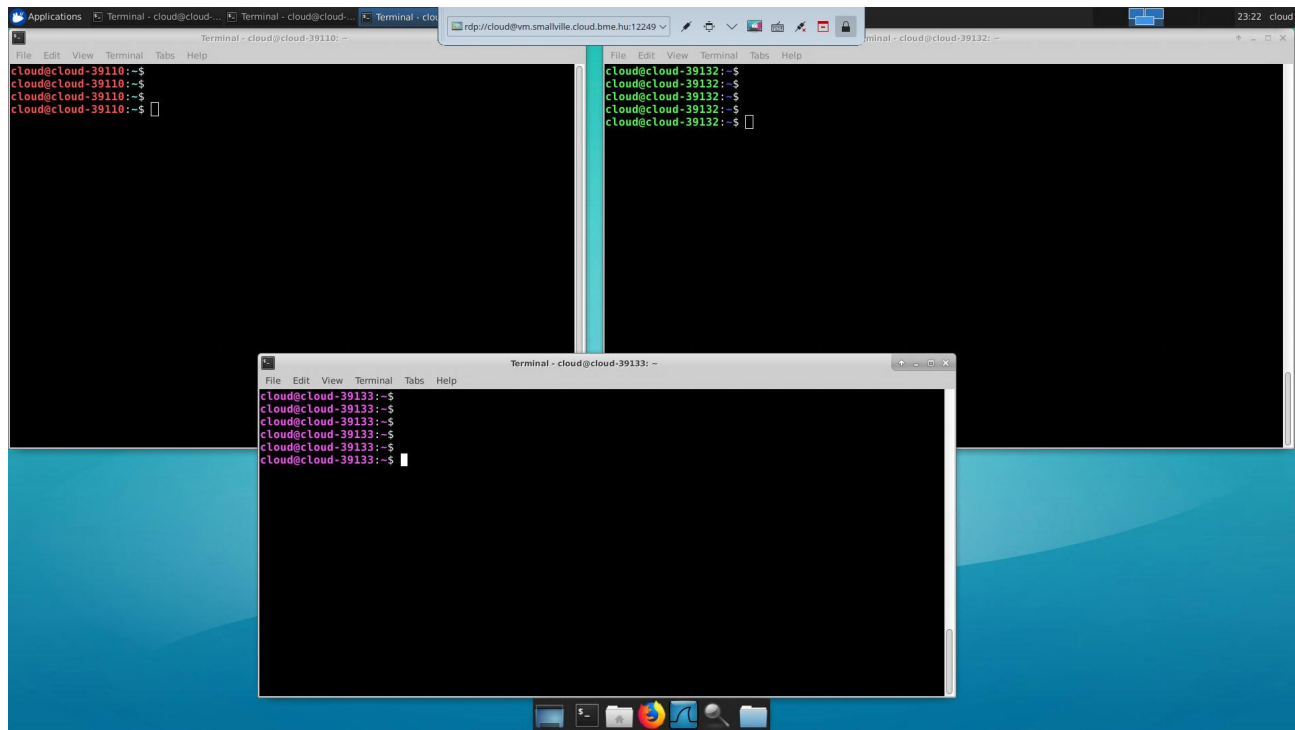 Applications Terminal - cloud@cloud-... Terminal - cloud@cloud-... Terminal - clou rdp://cloud@vm.smallville.cloud.bme.hu:12249 23:22 cloud
Terminal - cloud@cloud-39110: ~
File Edit View Terminal Tabs Help
cloud@cloud-39110:~$
cloud@cloud-39110:~$
cloud@cloud-39110:~$
cloud@cloud-39110:~$
minal - cloud@cloud-39132: ~
File Edit View Terminal Tabs Help
cloud@cloud-39132:~$
cloud@cloud-39132:~$
cloud@cloud-39132:~$
cloud@cloud-39132:~$
cloud@cloud-39132:~$
Terminal - cloud@cloud-39133: ~
File Edit View Terminal Tabs Help
cloud@cloud-39133:~$
cloud@cloud-39133:~$
cloud@cloud-39133:~$
cloud@cloud-39133:~$
cloud@cloud-39133:~$
cloud@cloud-39133:~$